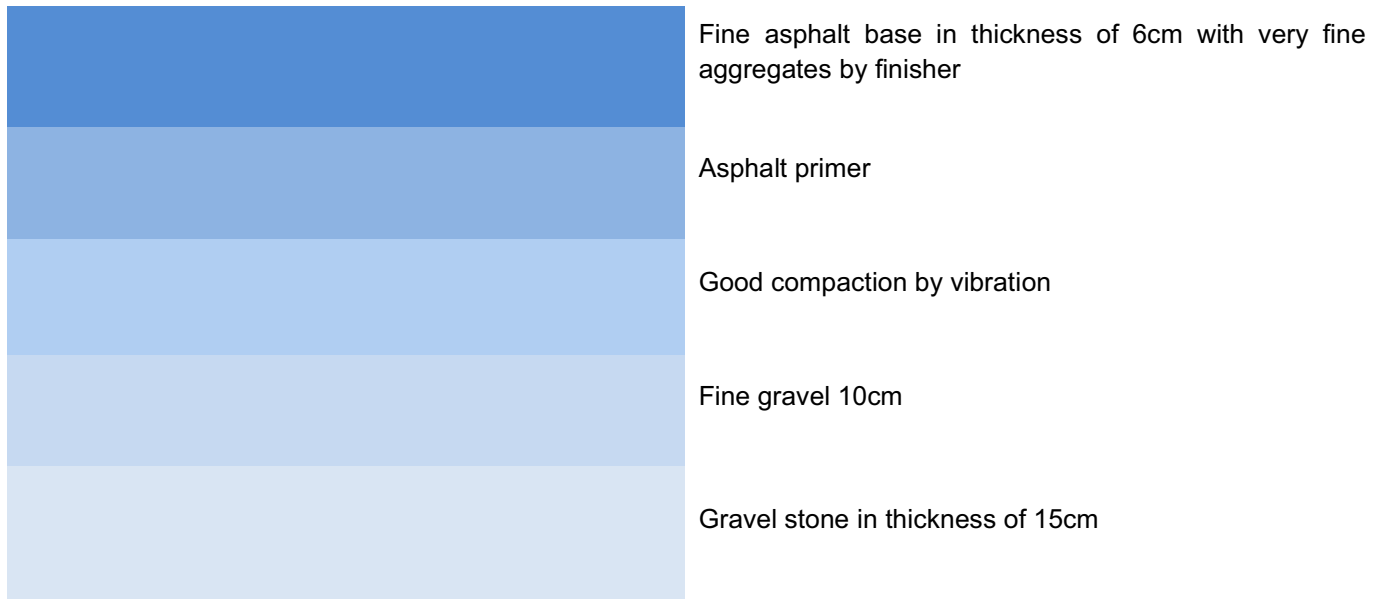 Fine asphalt base in thickness of 6cm with very fine
aggregates by finisher
Asphalt primer
Good compaction by vibration
Fine gravel 10cm
Gravel stone in thickness of 15cm